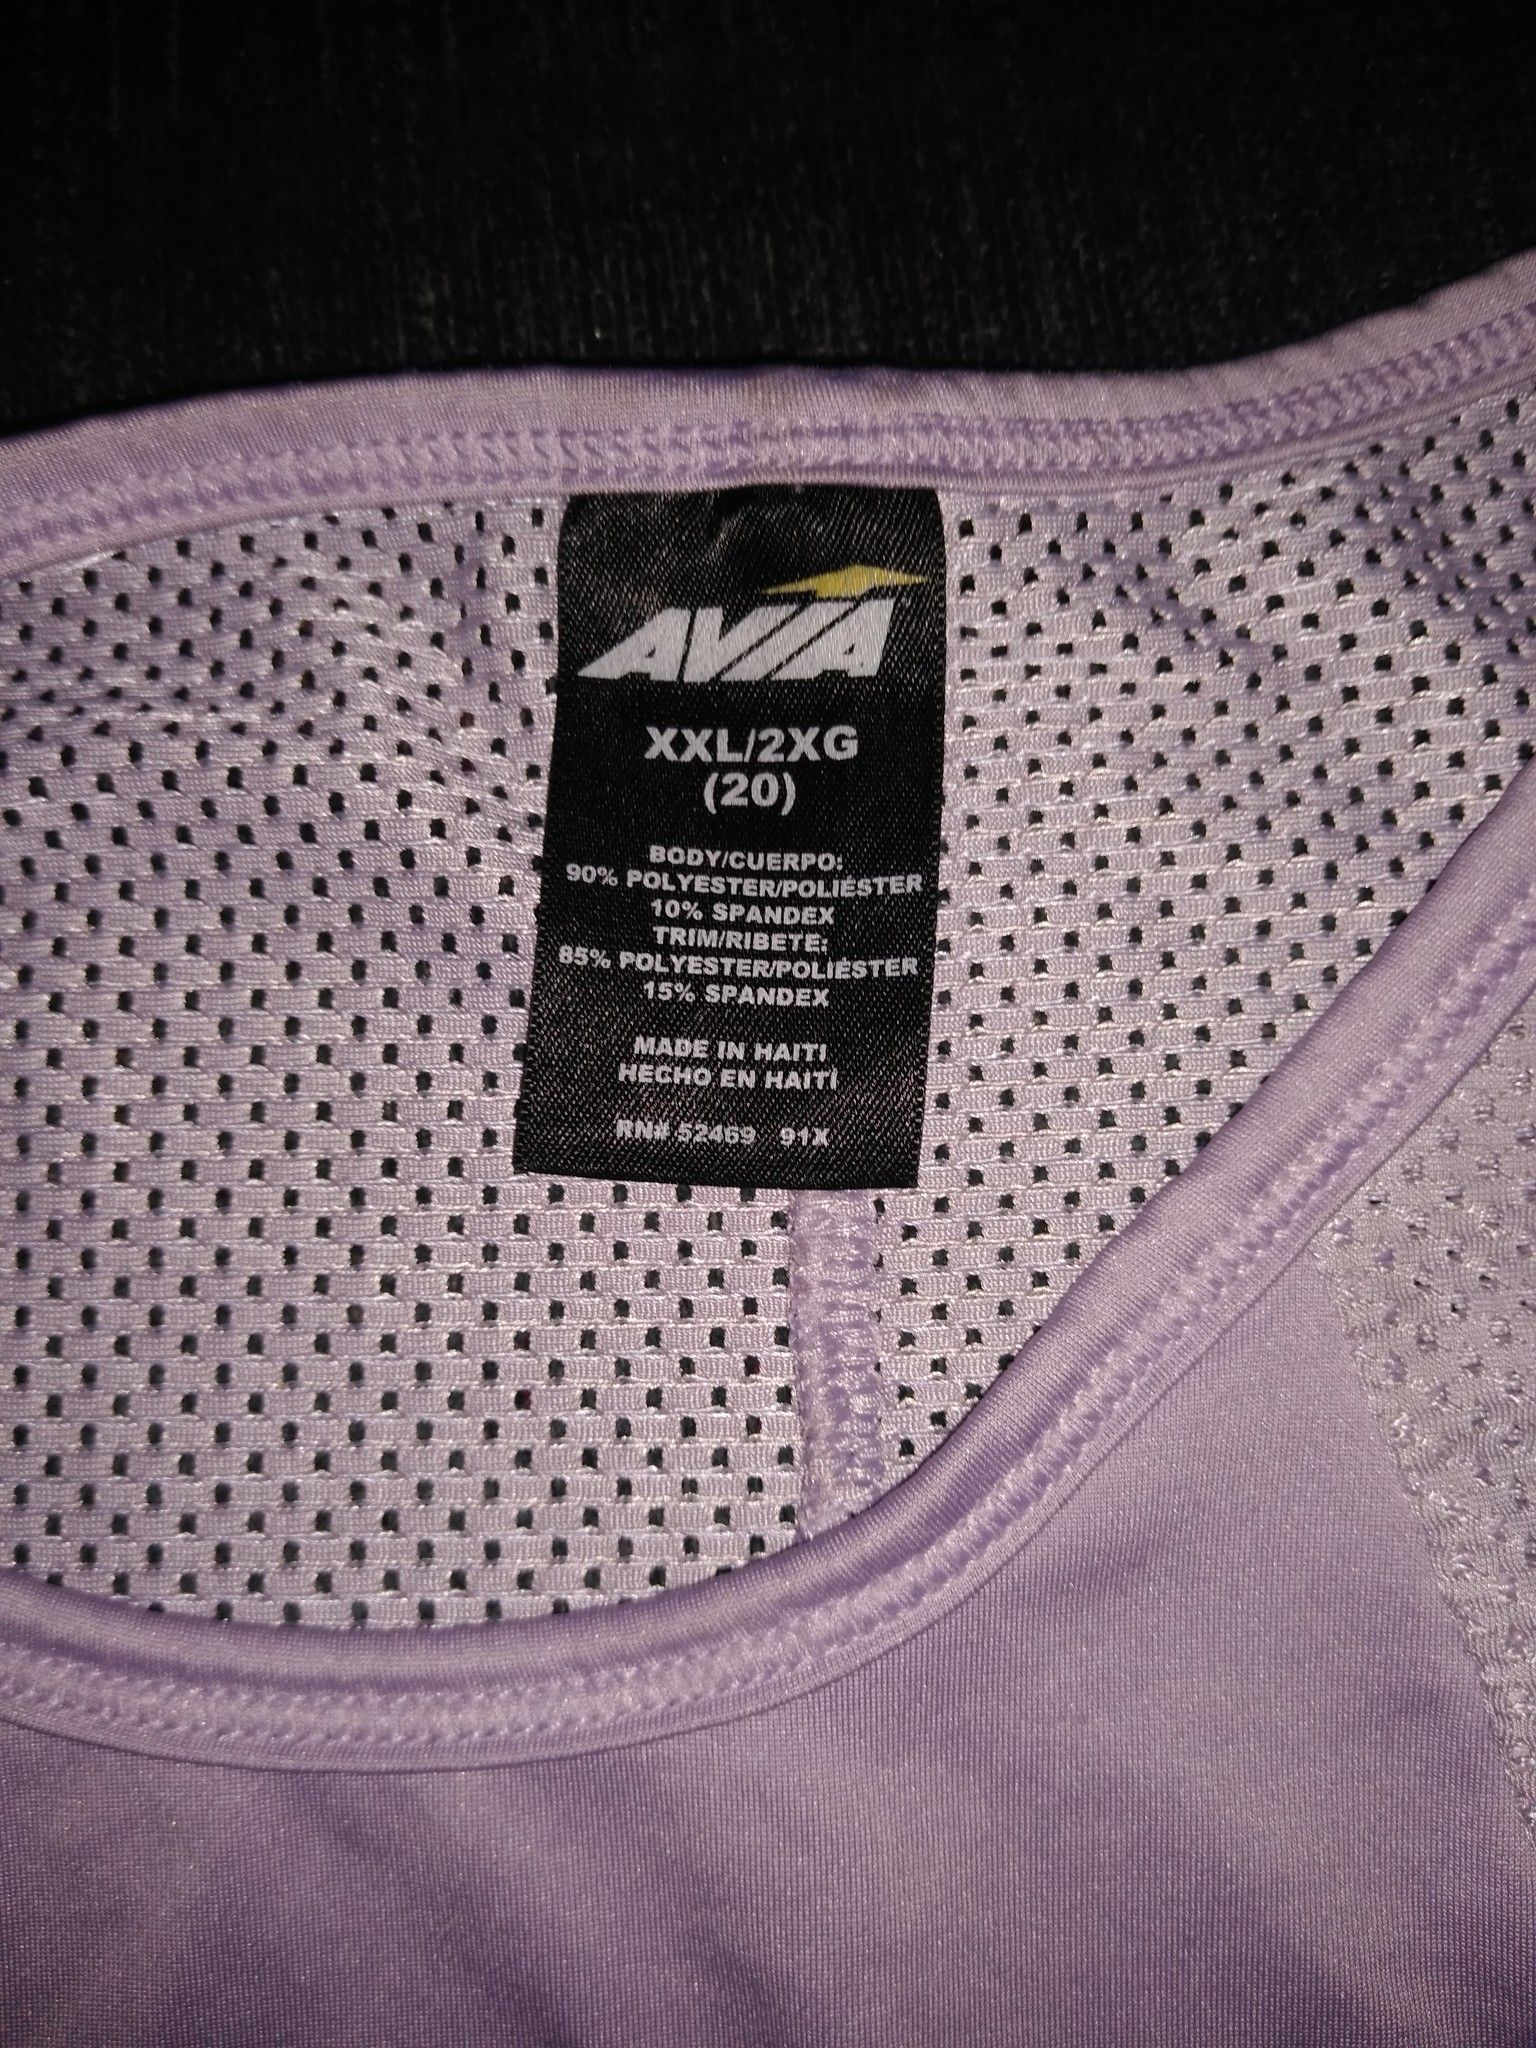 AVIA
XXL/2XG
(20)
BODY/CUERPO:
90% POLYESTER/POLIÉSTER
10% SPANDEX
TRIM/RIBETE:
85% POLYESTER/POLIÉSTER
15% SPANDEX
MADE IN HAITI
HECHO EN HAITÍ
RN# 52469 91X